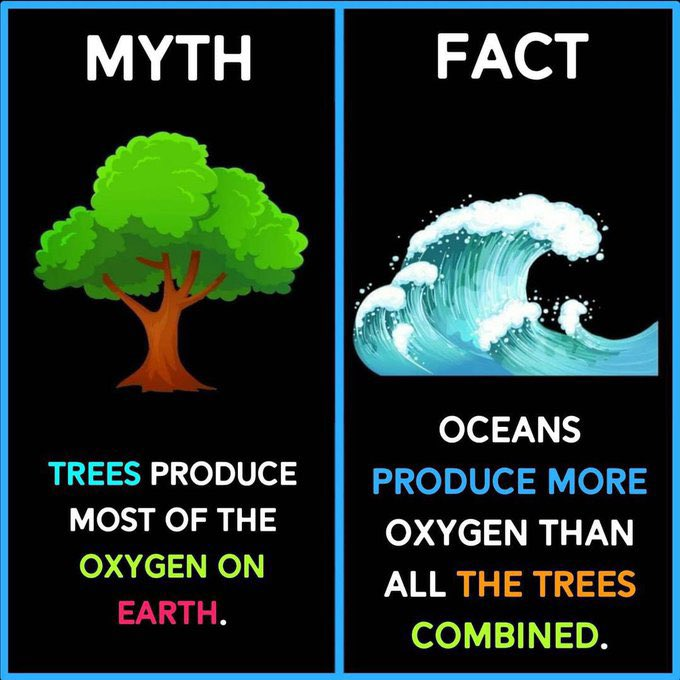 MYTH
TREES PRODUCE
MOST OF THE
OXYGEN ON
EARTH.
FACT
OCEANS
PRODUCE MORE
OXYGEN THAN
ALL THE TREES
COMBINED.